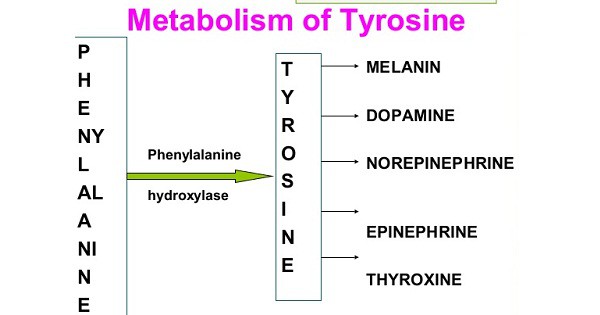 Metabolism of Tyrosine
P
H
E
NY
L
AL
A
NI
N
E
Phenylalanine
hydroxylase
T
Y
R
O
S
I
N
E
MELANIN
DOPAMINE
NOREPINEPHRINE
EPINEPHRINE
THYROXINE